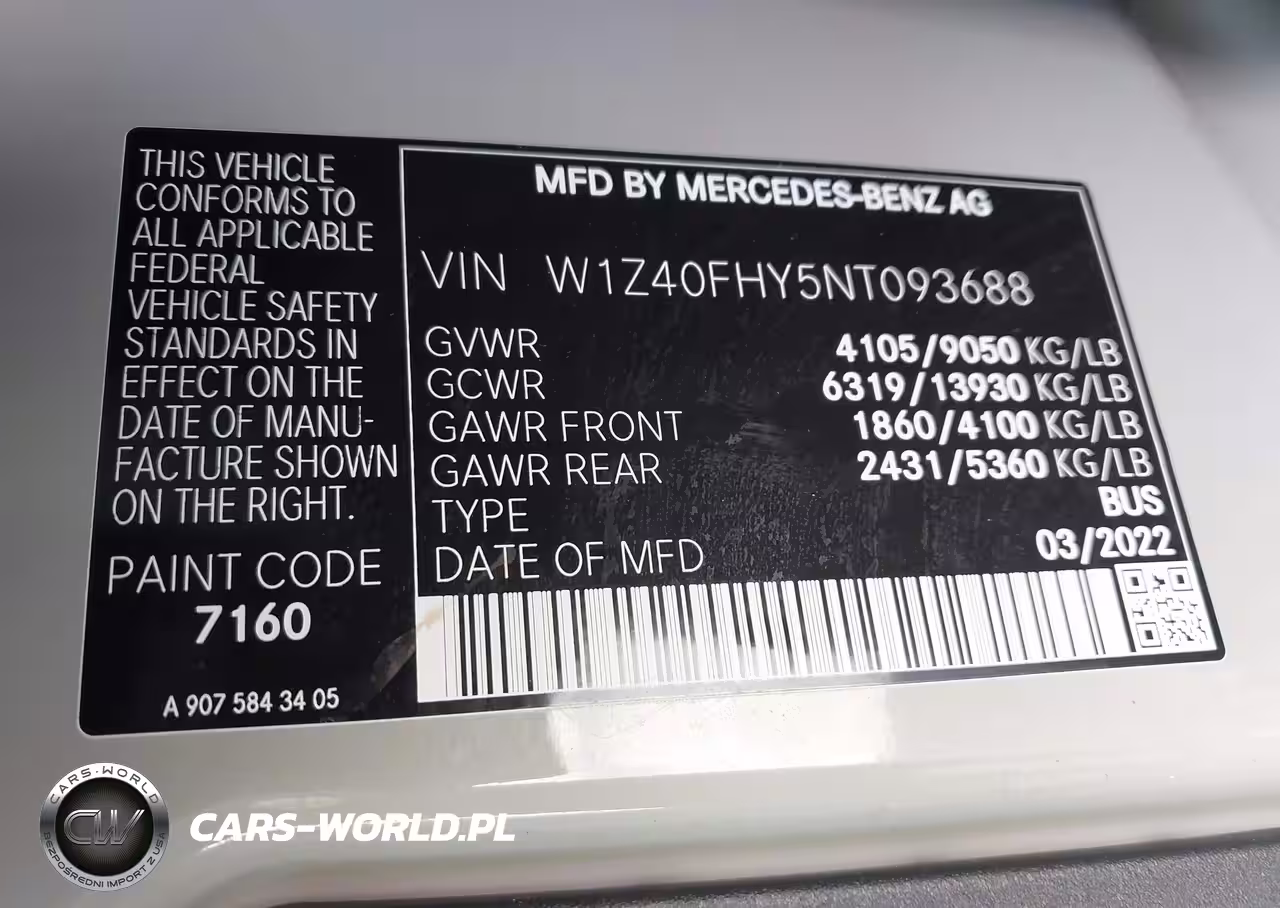 THIS VEHICLE
CONFORMS TO
ALL APPLICABLE
FEDERAL
VEHICLE SAFETY
STANDARDS IN
EFFECT ON THE
DATE OF MANU-
FACTURE SHOWN
ON THE RIGHT.
PAINT CODE
7160
A 907 584 34 05
MFD BY MERCEDES-BENZ AG
VIN W1Z40FHY5NT093688
GVWR 4105/9050 KG/LB
GCWR 6319/13930 KG/LB
GAWR FRONT 1860/4100 KG/LB
GAWR REAR 2431/5360 KG/LB
TYPE BUS
DATE OF MFD 03/2022
CARS-WORLD
CW
BEZPOŚREDNI IMPORT Z USA
CARS-WORLD.PL